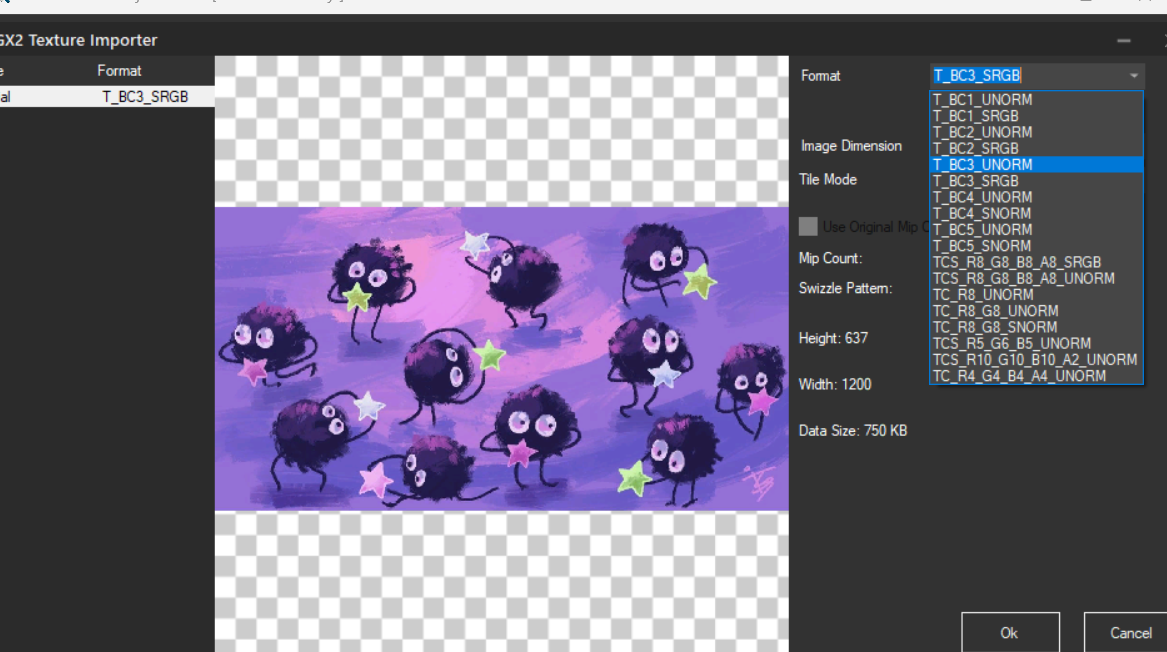 GX2 Texture Importer
Format
al T_BC3_SRGB
Format T_BC3_SRGB
T_BC1_UNORM
T_BC1_SRGB
T_BC2_UNORM
T_BC2_SRGB
T_BC3_UNORM
T_BC3_SRGB
T_BC4_UNORM
T_BC4_SNORM
T_BC5_UNORM
T_BC5_SNORM
TCS_R8_G8_B8_A8_SRGB
TCS_R8_G8_B8_A8_UNORM
TC_R8_UNORM
TC_R8_G8_UNORM
TC_R8_G8_SNORM
TCS_R5_G6_B5_UNORM
TCS_R10_G10_B10_A2_UNORM
TC_R4_G4_B4_A4_UNORM
Image Dimension
Tile Mode
Use Original Mip C
Mip Count:
Swizzle Pattern:
Height: 637
Width: 1200
Data Size: 750 KB
Ok
Cancel